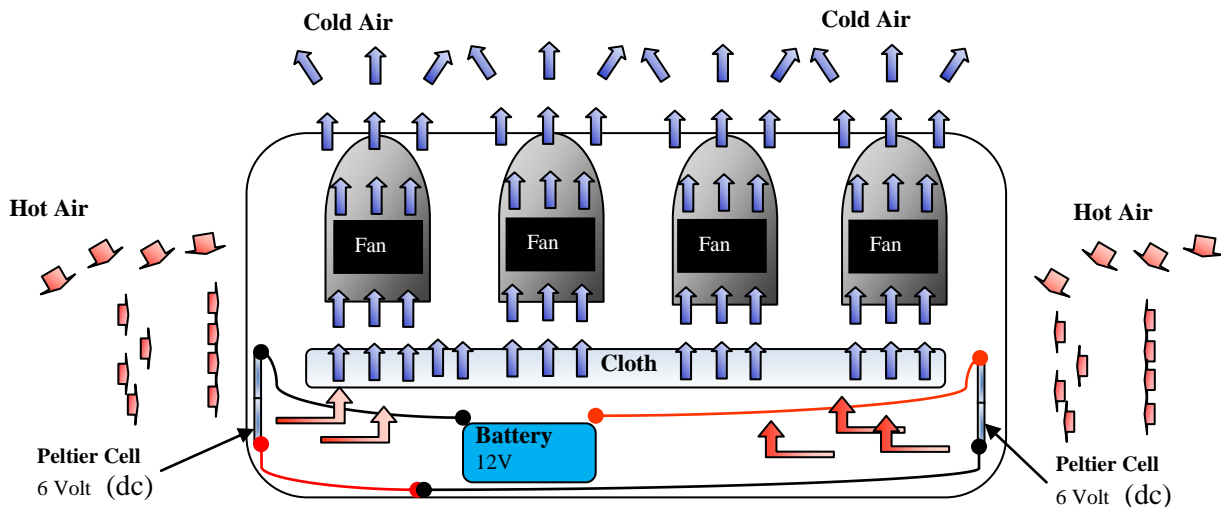 Cold Air
Cold Air
Hot Air
Hot Air
Fan
Fan
Fan
Fan
Cloth
Battery
12V
Peltier Cell
6 Volt (dc)
Peltier Cell
6 Volt (dc)